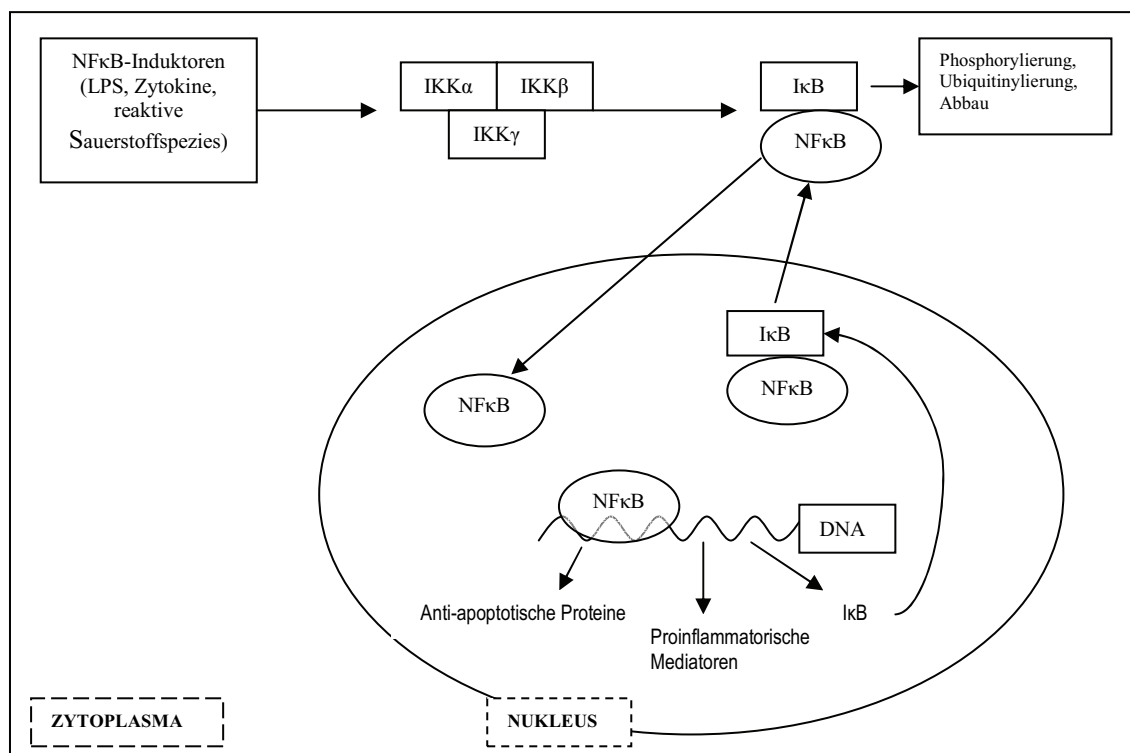 NFκB-Induktoren
(LPS, Zytokine,
reaktive
Sauerstoffspezies)
IKKα
IKKβ
IKKγ
IκB
NFκB
Phosphorylierung,
Ubiquitinylierung,
Abbau
IκB
NFκB
NFκB
NFκB
DNA
Anti-apoptotische Proteine
Proinflammatorische
Mediatoren
IκB
ZYTOPLASMA
NUKLEUS